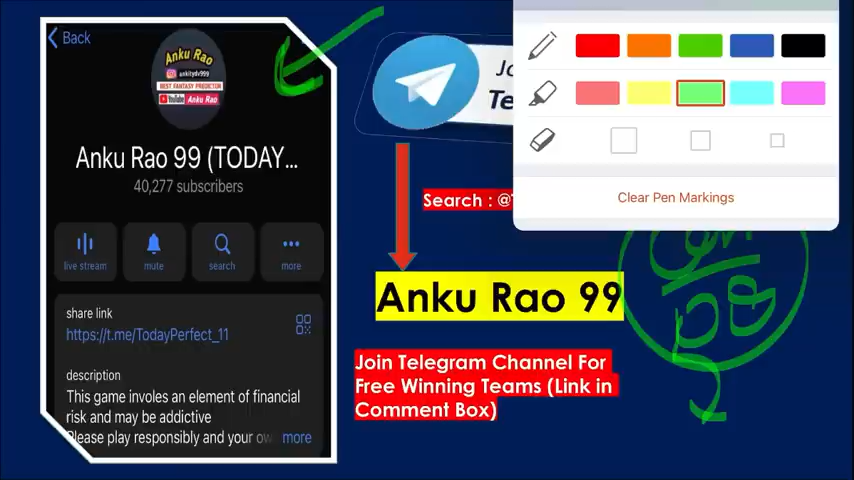 Back
Anku Rao
ankitydv999
BEST FANTASY PREDICTOR
YouTube Anku Rao
Anku Rao 99 (TODAY...
40,277 subscribers
live stream
mute
search
more
share link
https://t.me/TodayPerfect_11
description
This game involes an element of financial
risk and may be addictive
Please play responsibly and your ow more
Jo
Te
Search : @T
Anku Rao 99
Join Telegram Channel For
Free Winning Teams (Link in
Comment Box)
Clear Pen Markings